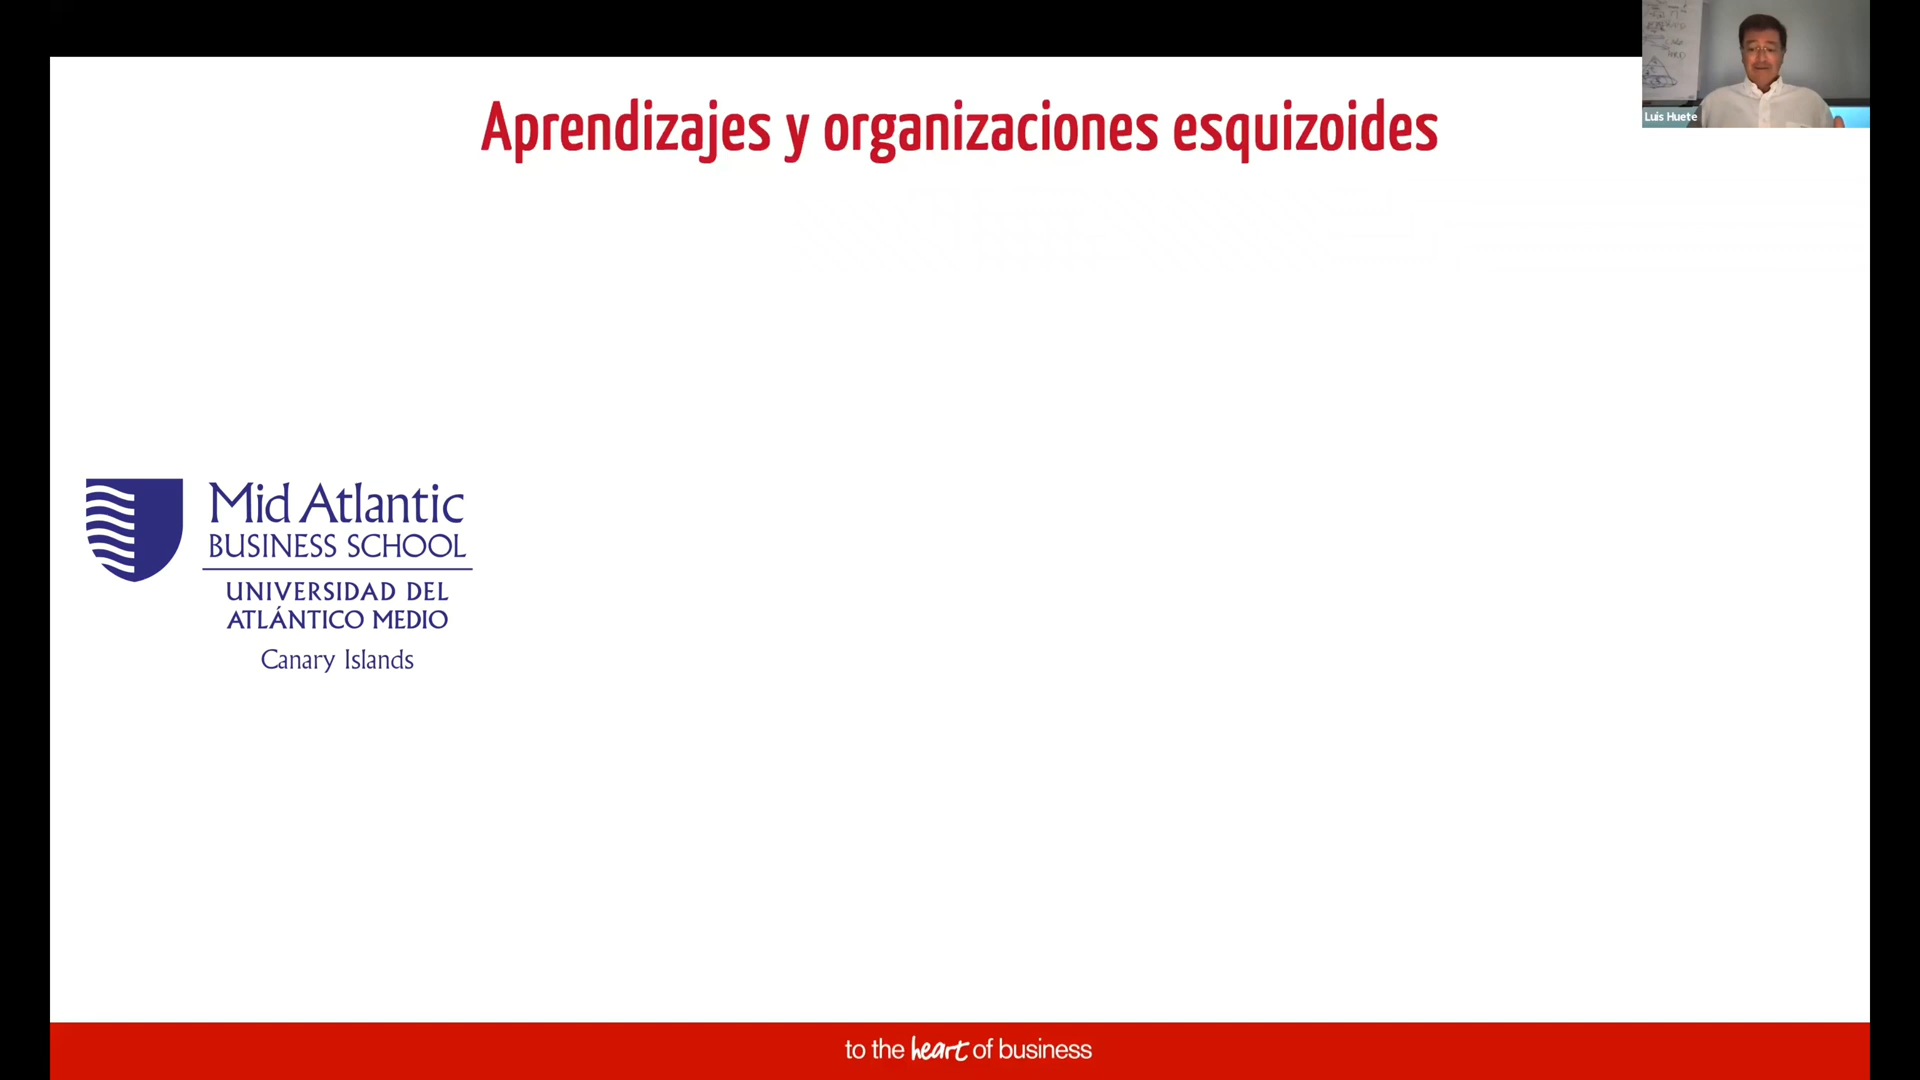 Aprendizajes y organizaciones esquizoides
Luis Huete
Mid Atlantic
BUSINESS SCHOOL
UNIVERSIDAD DEL
ATLÁNTICO MEDIO
Canary Islands
to the heart of business